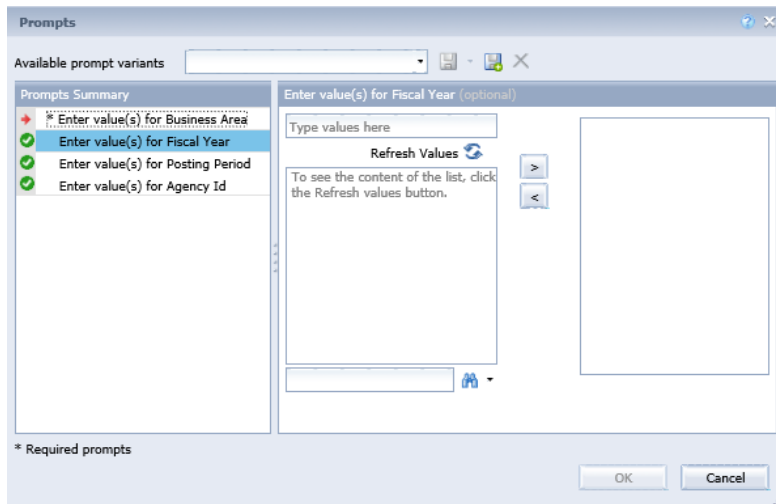 Prompts
Available prompt variants
Prompts Summary
* Enter value(s) for Business Area
Enter value(s) for Fiscal Year
Enter value(s) for Posting Period
Enter value(s) for Agency Id
Enter value(s) for Fiscal Year (optional)
Type values here
Refresh Values
To see the content of the list, click
the Refresh values button.
>
<
* Required prompts
OK
Cancel